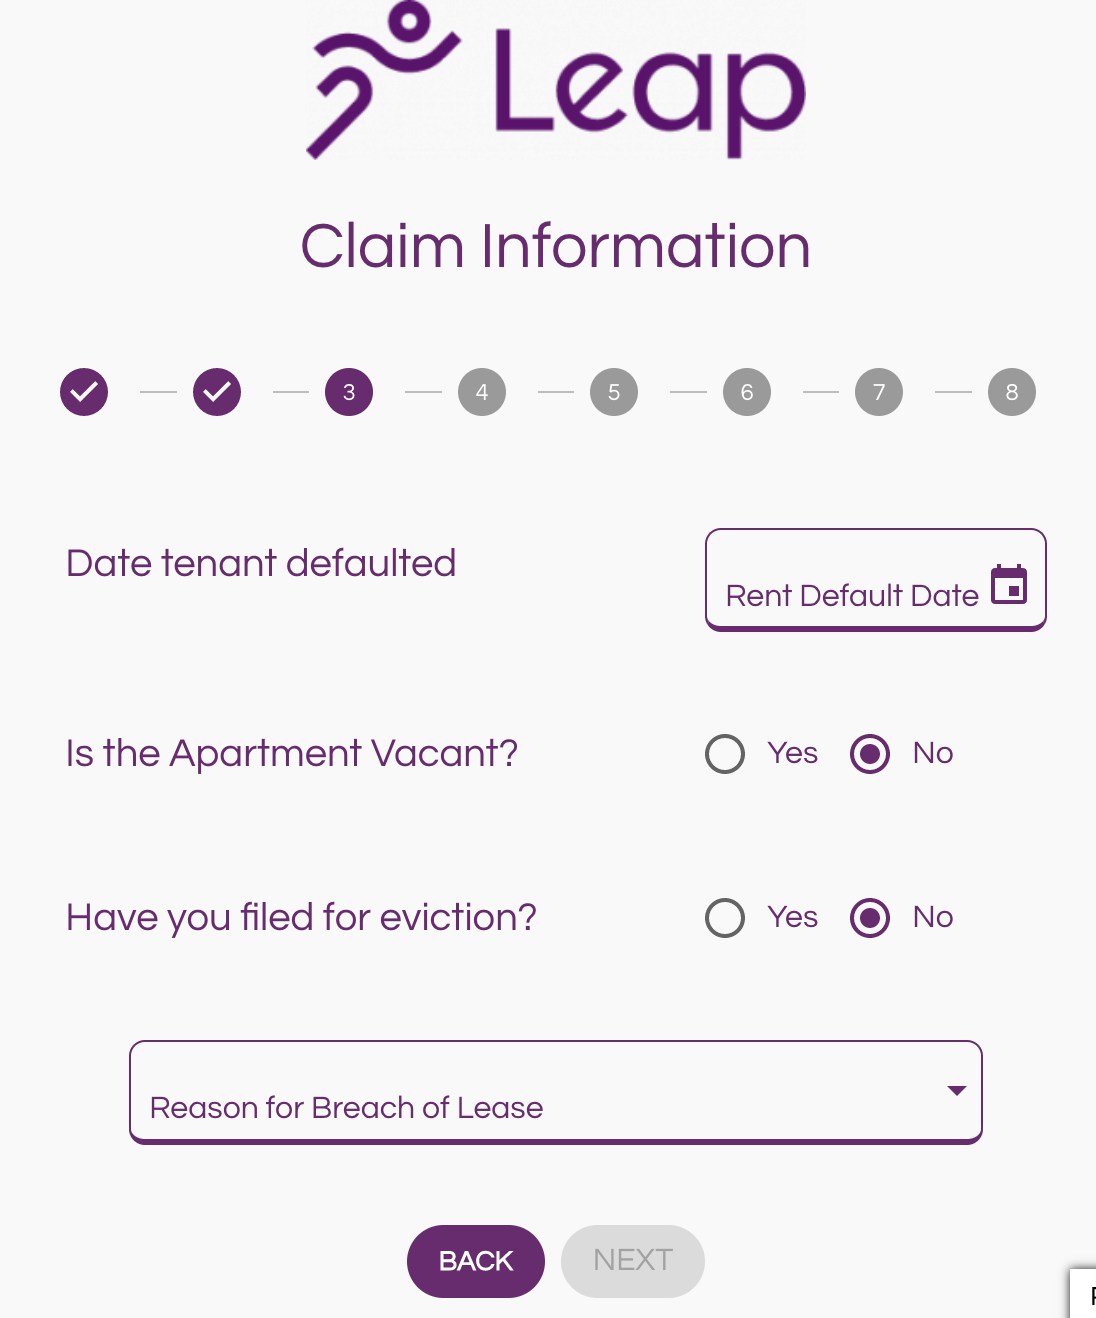 Leap
Claim Information
3 4 5 6 7 8
Date tenant defaulted
Rent Default Date
Is the Apartment Vacant? Yes No
Have you filed for eviction? Yes No
Reason for Breach of Lease
BACK NEXT